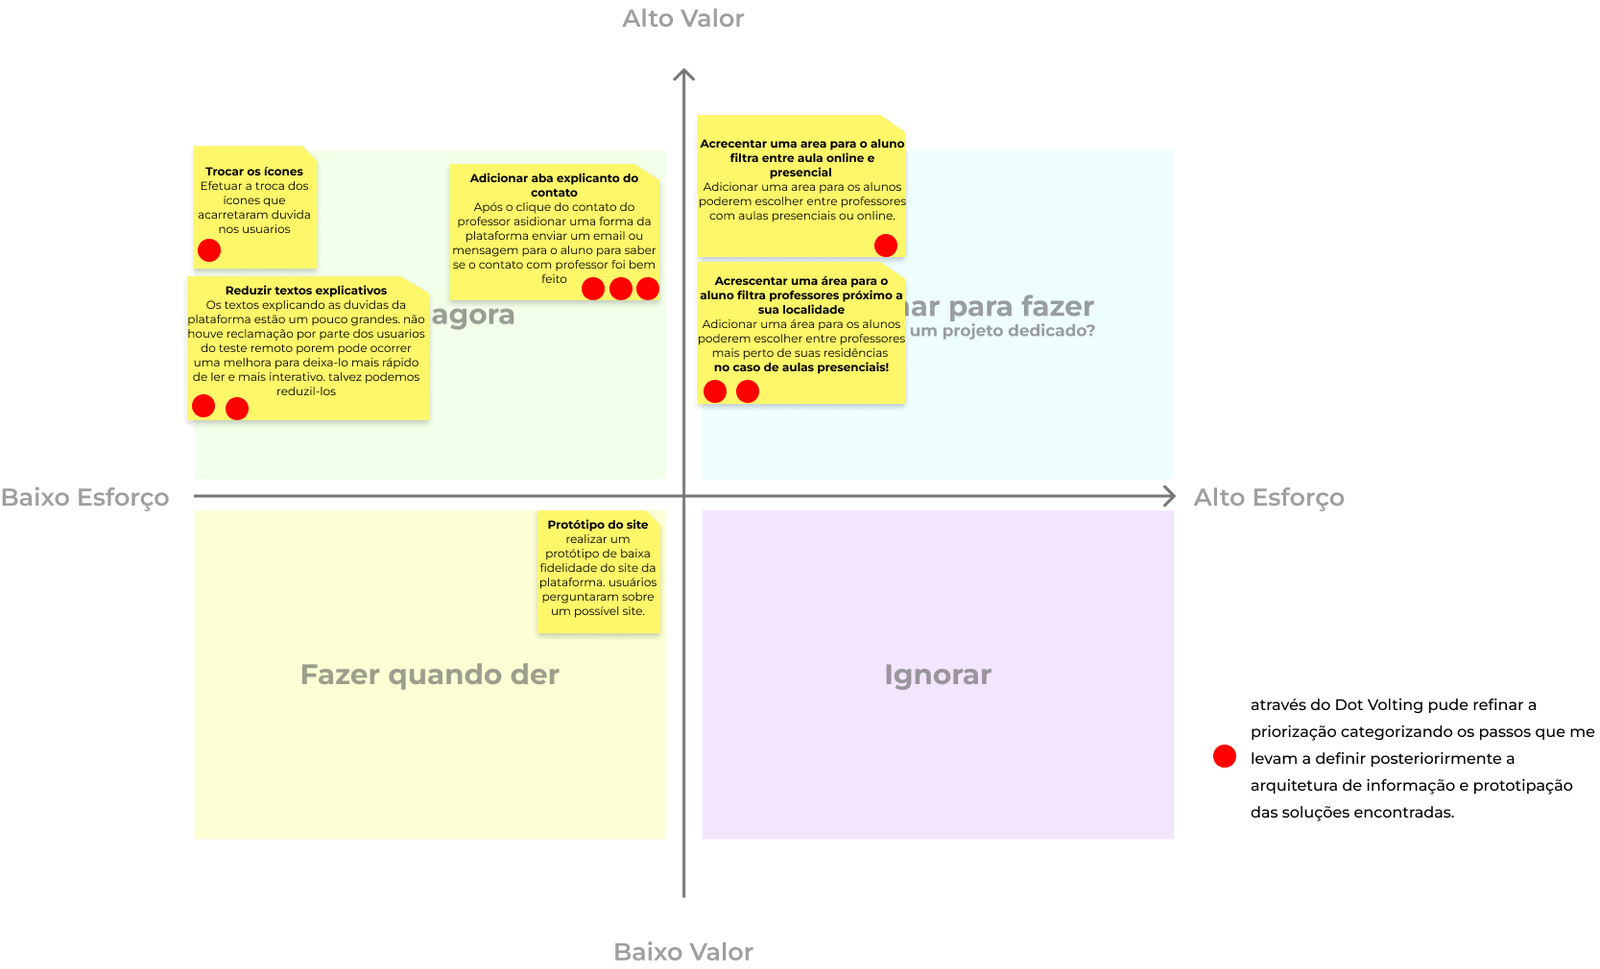 Alto Valor
Trocar os ícones
Efetuar a troca dos
ícones que
acarretaram duvida
nos usuarios
Adicionar aba explicanto do
contato
Após o clique do contato do
professor asidionar uma forma da
plataforma enviar um email ou
mensagem para o aluno para saber
se o contato com professor foi bem
feito
Reduzir textos explicativos
Os textos explicando as duvidas da
plataforma estão um pouco grandes. não
houve reclamação por parte dos usuarios
do teste remoto porem pode ocorrer
uma melhora para deixa-lo mais rápido
de ler e mais interativo. talvez podemos
reduzil-los
agora
Acrecentar uma area para o aluno
filtra entre aula online e
presencial
Adicionar uma area para os alunos
poderem escolher entre professores
com aulas presenciais ou online.
Acrescentar uma área para o
aluno filtra professores próximo a
sua localidade
Adicionar uma área para os alunos
poderem escolher entre professores
mais perto de suas residências
no caso de aulas presenciais!
para fazer
um projeto dedicado?
Baixo Esforço
Alto Esforço
Protótipo do site
realizar um
protótipo de baixa
fidelidade do site da
plataforma. usuários
perguntaram sobre
um possível site.
Fazer quando der
Ignorar
através do Dot Volting pude refinar a
priorização categorizando os passos que me
levam a definir posteriorirmente a
arquitetura de informação e prototipação
das soluções encontradas.
Baixo Valor